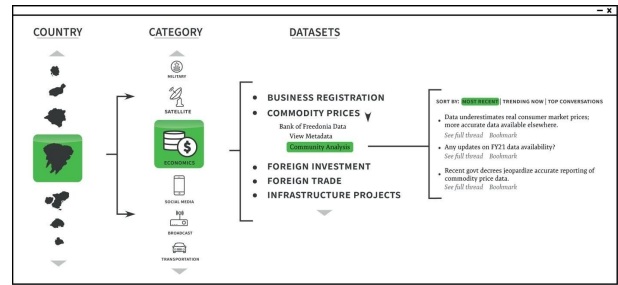 COUNTRY
CATEGORY
DATASETS
MILITARY
SATELLITE
ECONOMICS
SOCIAL MEDIA
BROADCAST
TRANSPORTATION
BUSINESS REGISTRATION
COMMODITY PRICES
Bank of Freedonia Data
View Metadata
Community Analysis
FOREIGN INVESTMENT
FOREIGN TRADE
INFRASTRUCTURE PROJECTS
SORT BY: MOST RECENT | TRENDING NOW | TOP CONVERSATIONS
Data underestimates real consumer market prices;
more accurate data available elsewhere.
See full thread Bookmark
Any updates on FY21 data availability?
See full thread Bookmark
Recent govt decrees jeopardize accurate reporting of
commodity price data.
See full thread Bookmark